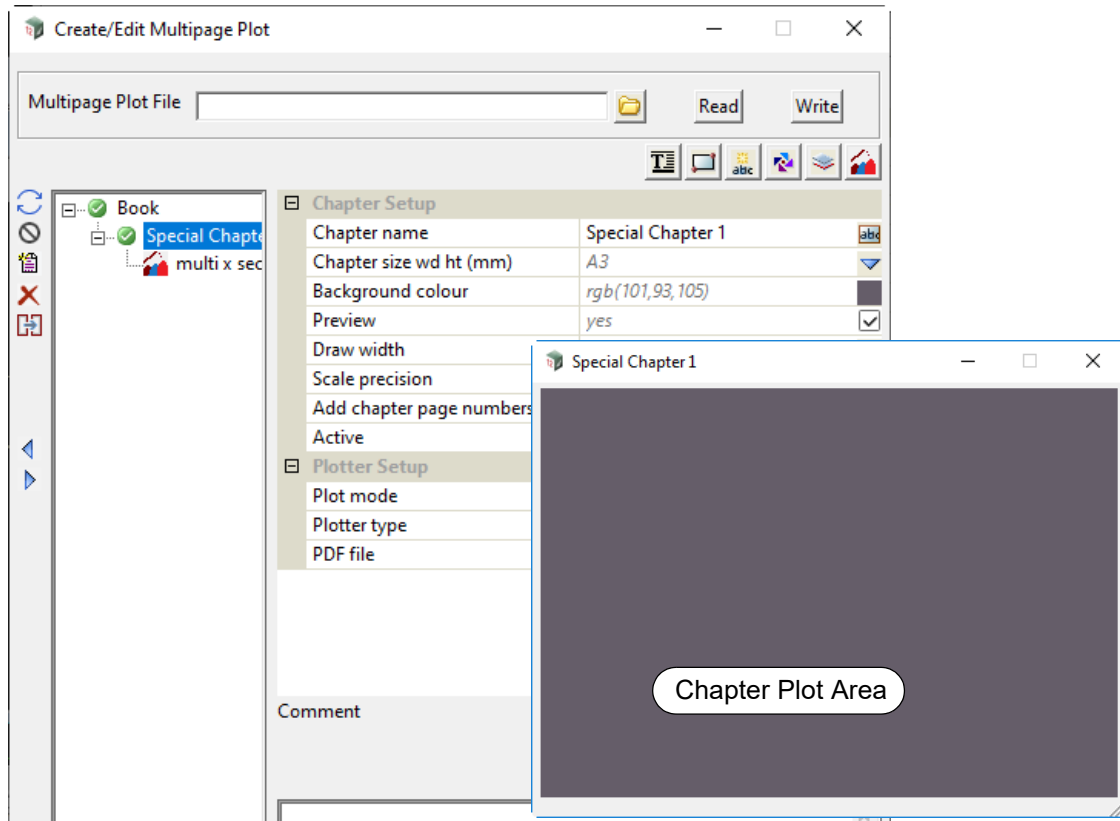 Create/Edit Multipage Plot
Multipage Plot File
Read
Write
T
abc
Book
Special Chapte
multi x sec
Chapter Setup
Chapter name Special Chapter 1 abc
Chapter size wd ht (mm) A3
Background colour rgb(101,93,105)
Preview yes
Draw width
Scale precision
Add chapter page numbers
Active
Plotter Setup
Plot mode
Plotter type
PDF file
Comment
Special Chapter 1
Chapter Plot Area